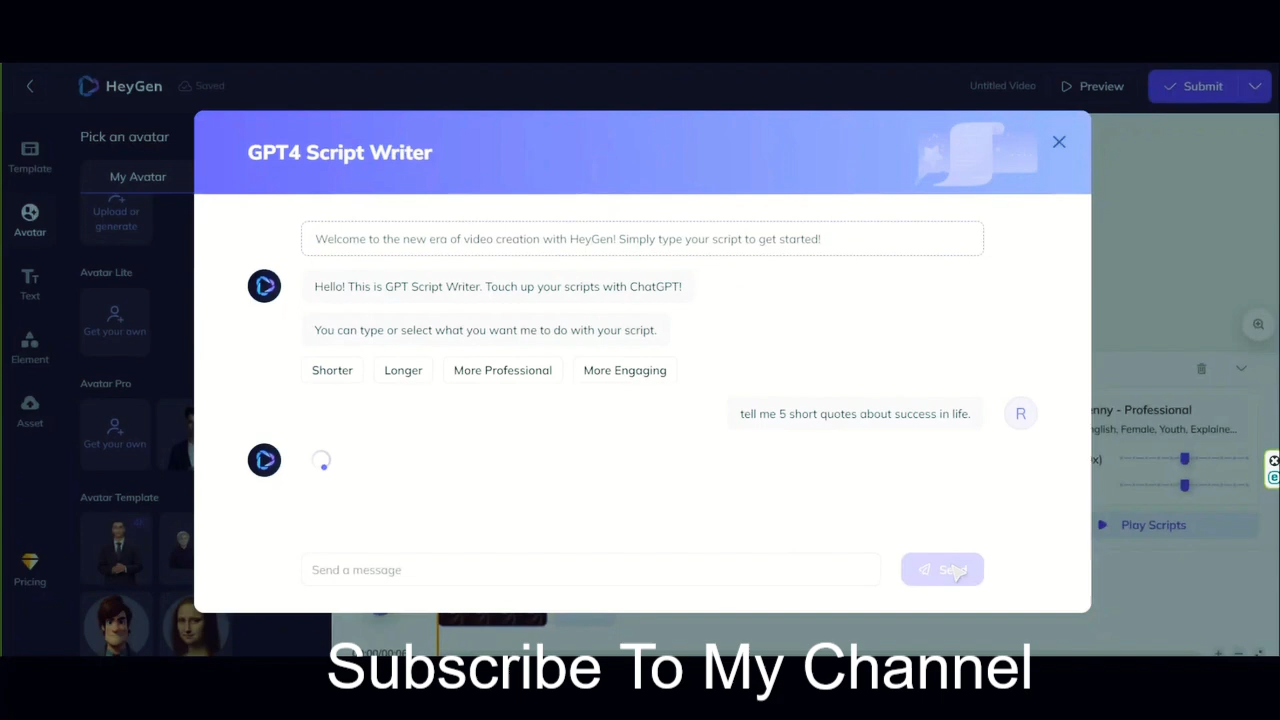 HeyGen
Saved
Untitled Video
Preview
Submit
Template
Avatar
Text
Element
Asset
Pricing
Pick an avatar
My Avatar
Upload or
generate
Avatar Lite
Get your own
Avatar Pro
Get your own
Avatar Template
GPT4 Script Writer
Welcome to the new era of video creation with HeyGen! Simply type your script to get started!
Hello! This is GPT Script Writer. Touch up your scripts with ChatGPT!
You can type or select what you want me to do with your script.
Shorter
Longer
More Professional
More Engaging
tell me 5 short quotes about success in life.
R
Send a message
enny - Professional
nglish, Female, Youth, Explaine...
x)
Play Scripts
Subscribe To My Channel